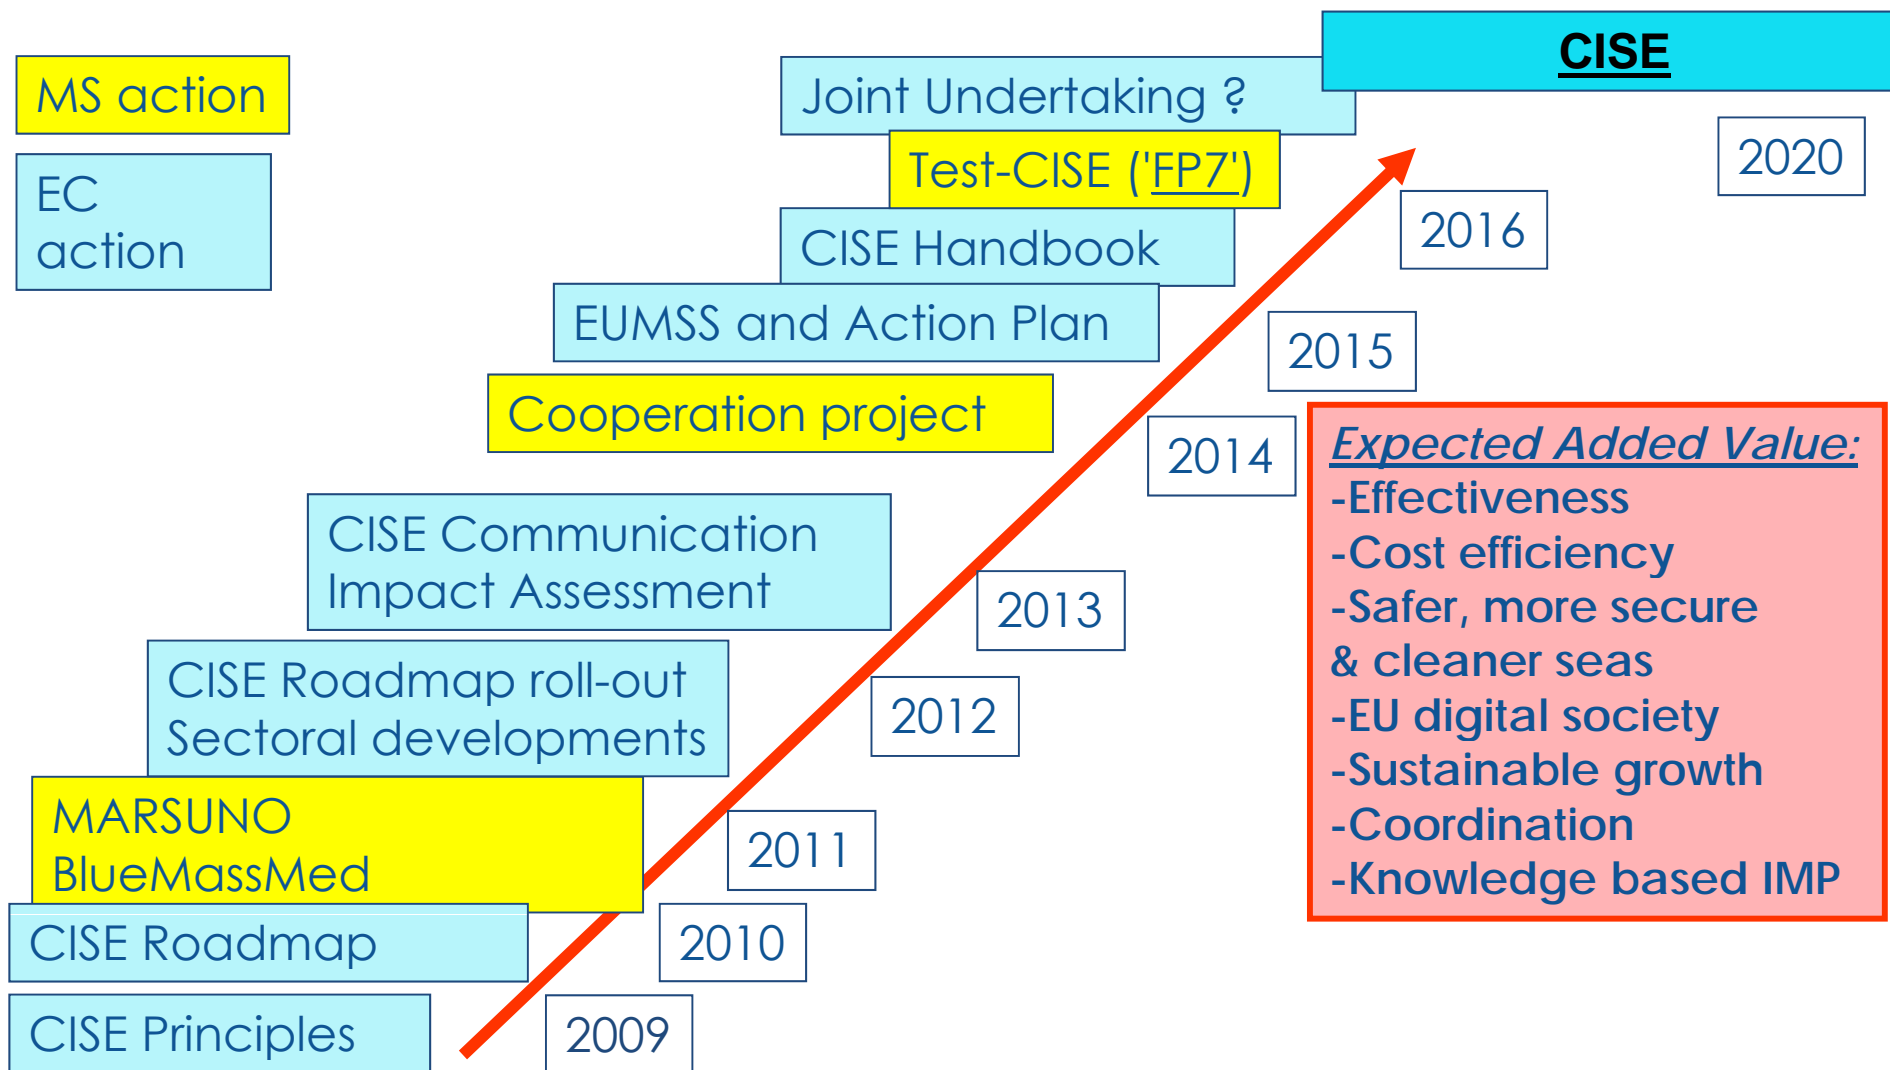 CISE
MS action
Joint Undertaking ?
2020
Test-CISE ('FP7')
EC
action
2016
CISE Handbook
EUMSS and Action Plan
2015
Cooperation project
2014
Expected Added Value:
-Effectiveness
-Cost efficiency
-Safer, more secure
& cleaner seas
-EU digital society
-Sustainable growth
-Coordination
-Knowledge based IMP
CISE Communication
Impact Assessment
2013
CISE Roadmap roll-out
Sectoral developments
2012
MARSUNO
BlueMassMed
2011
CISE Roadmap
2010
CISE Principles
2009